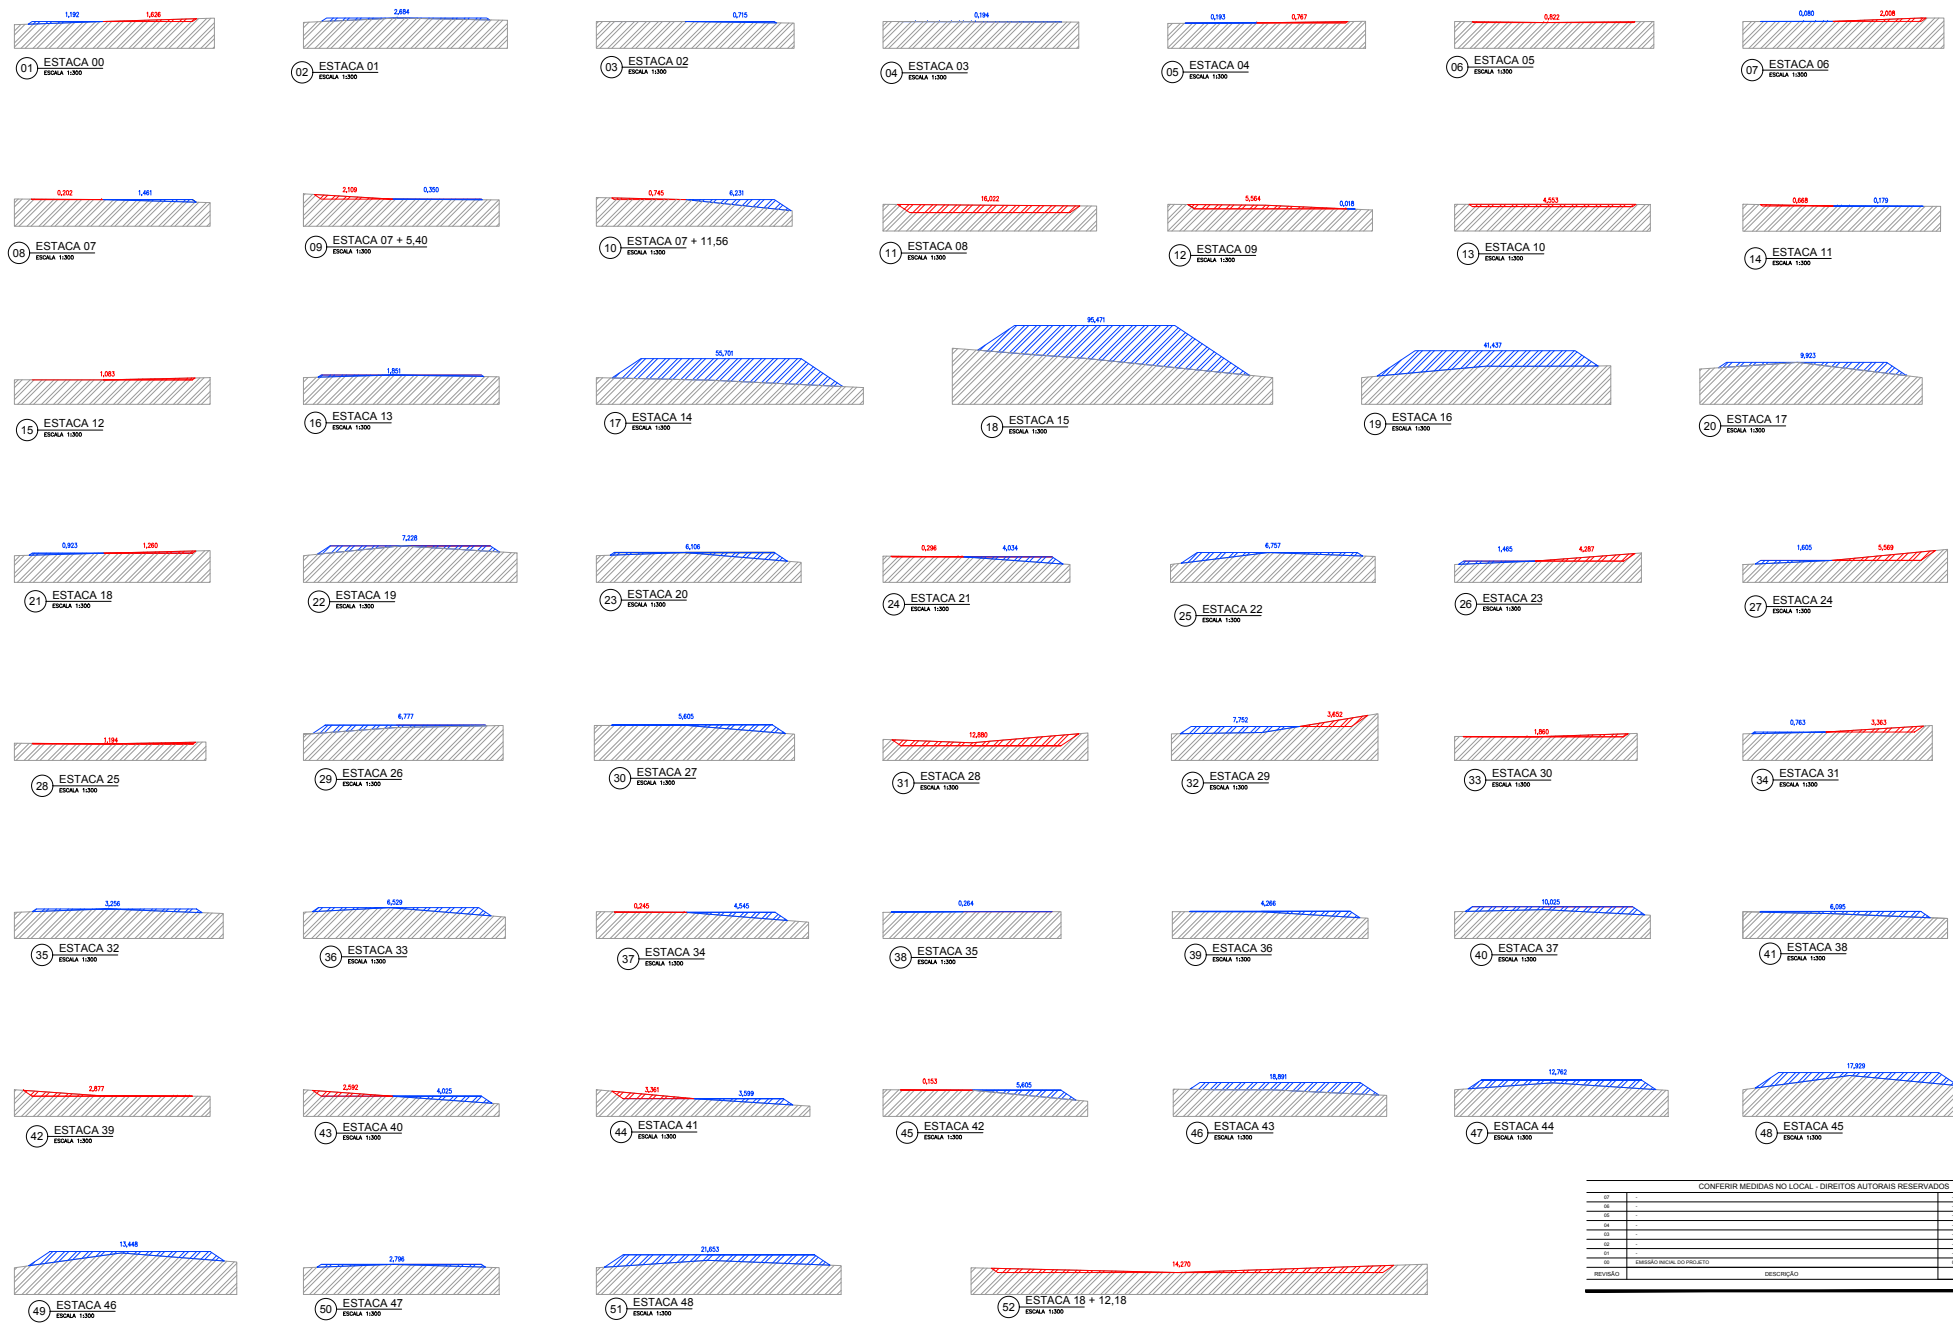 1,192 1,626
01 ESTACA 00
ESCALA 1:300
2,684
02 ESTACA 01
ESCALA 1:300
0,715
03 ESTACA 02
ESCALA 1:300
0,194
04 ESTACA 03
ESCALA 1:300
0,193 0,767
05 ESTACA 04
ESCALA 1:300
0,822
06 ESTACA 05
ESCALA 1:300
0,080 2,008
07 ESTACA 06
ESCALA 1:300
0,202 1,461
08 ESTACA 07
ESCALA 1:300
2,109 0,350
09 ESTACA 07 + 5,40
ESCALA 1:300
0,745 6,231
10 ESTACA 07 + 11,56
ESCALA 1:300
16,022
11 ESTACA 08
ESCALA 1:300
5,564 0,018
12 ESTACA 09
ESCALA 1:300
4,553
13 ESTACA 10
ESCALA 1:300
0,668 0,179
14 ESTACA 11
ESCALA 1:300
1,083
15 ESTACA 12
ESCALA 1:300
1,851
16 ESTACA 13
ESCALA 1:300
55,701
17 ESTACA 14
ESCALA 1:300
95,471
18 ESTACA 15
ESCALA 1:300
41,437
19 ESTACA 16
ESCALA 1:300
9,923
20 ESTACA 17
ESCALA 1:300
0,923 1,260
21 ESTACA 18
ESCALA 1:300
7,228
22 ESTACA 19
ESCALA 1:300
6,106
23 ESTACA 20
ESCALA 1:300
0,296 4,034
24 ESTACA 21
ESCALA 1:300
6,757
25 ESTACA 22
ESCALA 1:300
1,465 4,287
26 ESTACA 23
ESCALA 1:300
1,605 5,569
27 ESTACA 24
ESCALA 1:300
1,194
28 ESTACA 25
ESCALA 1:300
6,777
29 ESTACA 26
ESCALA 1:300
5,605
30 ESTACA 27
ESCALA 1:300
12,880
31 ESTACA 28
ESCALA 1:300
7,752 3,652
32 ESTACA 29
ESCALA 1:300
1,860
33 ESTACA 30
ESCALA 1:300
0,763 3,363
34 ESTACA 31
ESCALA 1:300
3,256
35 ESTACA 32
ESCALA 1:300
6,529
36 ESTACA 33
ESCALA 1:300
0,245 4,545
37 ESTACA 34
ESCALA 1:300
0,264
38 ESTACA 35
ESCALA 1:300
4,266
39 ESTACA 36
ESCALA 1:300
10,025
40 ESTACA 37
ESCALA 1:300
6,095
41 ESTACA 38
ESCALA 1:300
2,877
42 ESTACA 39
ESCALA 1:300
2,592 4,025
43 ESTACA 40
ESCALA 1:300
3,361 3,599
44 ESTACA 41
ESCALA 1:300
0,153 5,605
45 ESTACA 42
ESCALA 1:300
18,891
46 ESTACA 43
ESCALA 1:300
12,762
47 ESTACA 44
ESCALA 1:300
17,929
48 ESTACA 45
ESCALA 1:300
13,448
49 ESTACA 46
ESCALA 1:300
2,796
50 ESTACA 47
ESCALA 1:300
21,653
51 ESTACA 48
ESCALA 1:300
14,270
52 ESTACA 18 + 12,18
ESCALA 1:300
CONFERIR MEDIDAS NO LOCAL - DIREITOS AUTORAIS RESERVADOS
07 -
06 -
05 -
04 -
03 -
02 -
01 -
00 EMISSÃO INICIAL DO PROJETO
REVISÃO DESCRIÇÃO